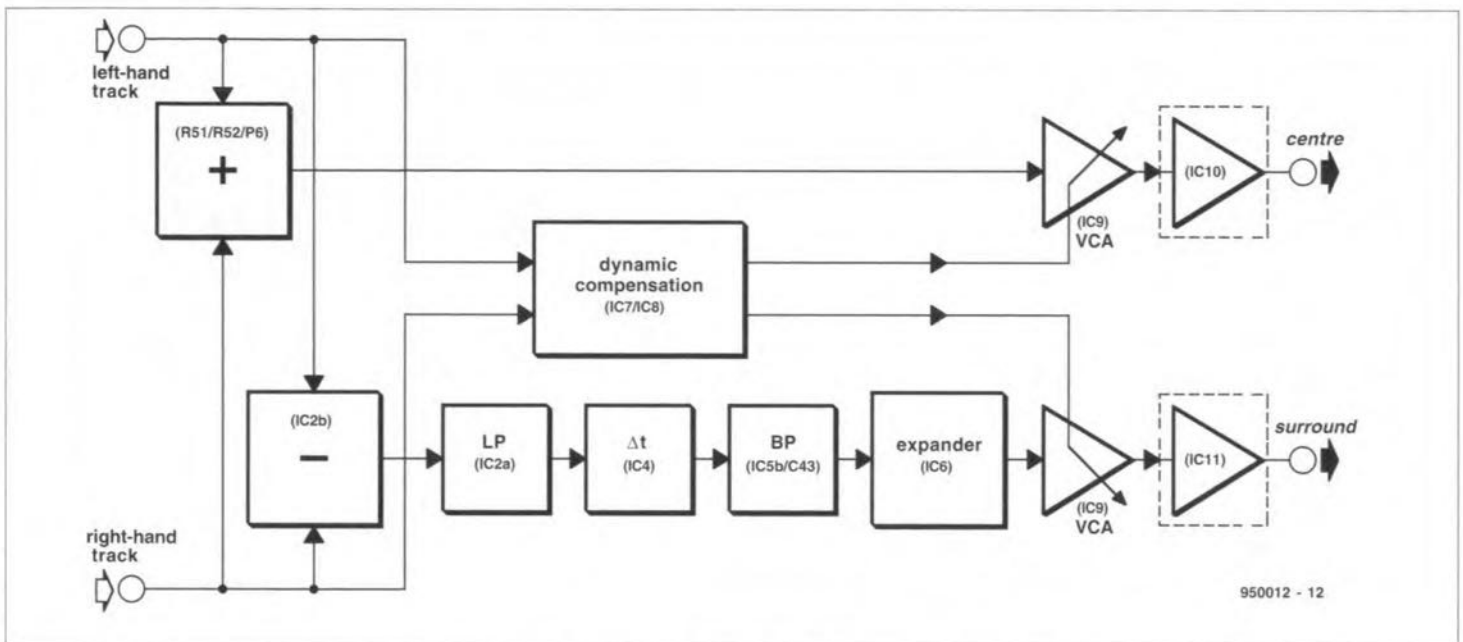 left-hand
track
(R51/R52/P6)
+
dynamic
compensation
(IC7/IC8)
(IC9)
VCA
(IC10)
centre
(IC2b)
−
LP
(IC2a)
Δt
(IC4)
BP
(IC5b/C43)
expander
(IC6)
(IC9)
VCA
(IC11)
surround
right-hand
track
950012 - 12